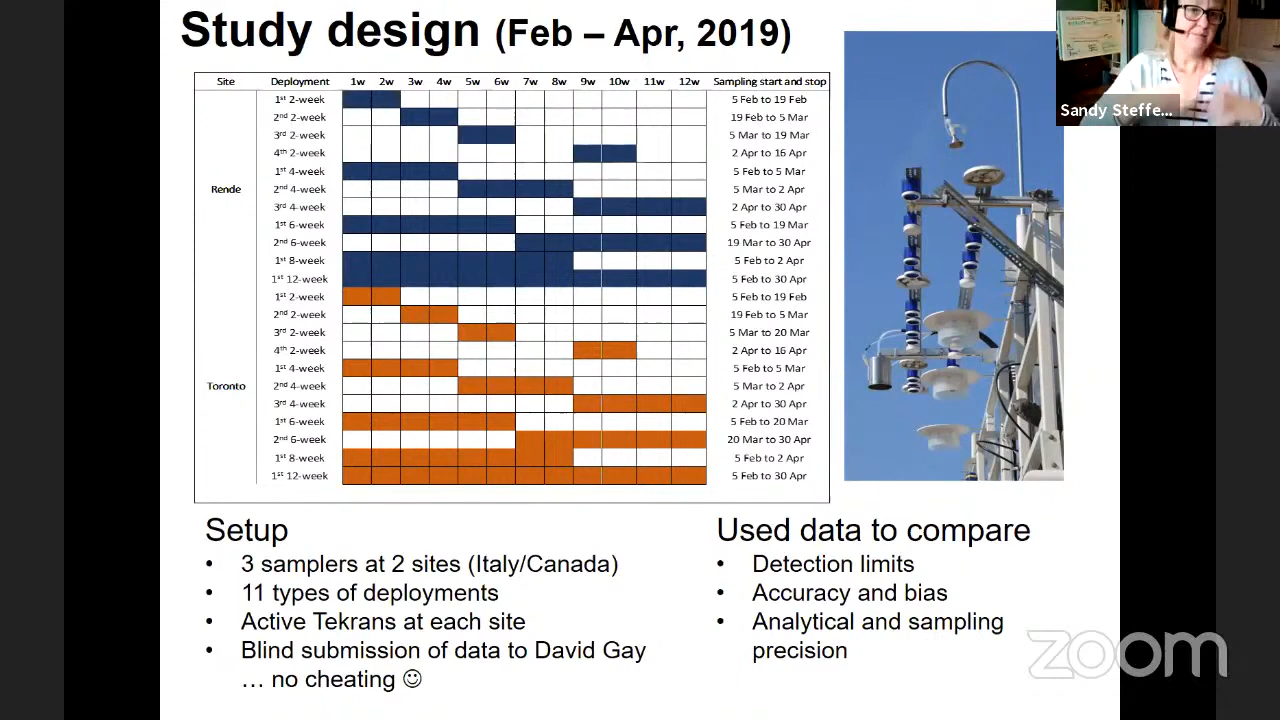 Study design (Feb – Apr, 2019)
Sandy Steffe...
Site Deployment 1w 2w 3w 4w 5w 6w 7w 8w 9w 10w 11w 12w Sampling start and stop
1st 2-week 5 Feb to 19 Feb
2nd 2-week 19 Feb to 5 Mar
3rd 2-week 5 Mar to 19 Mar
4th 2-week 2 Apr to 16 Apr
1st 4-week 5 Feb to 5 Mar
Rende 2nd 4-week 5 Mar to 2 Apr
3rd 4-week 2 Apr to 30 Apr
1st 6-week 5 Feb to 19 Mar
2nd 6-week 19 Mar to 30 Apr
1st 8-week 5 Feb to 2 Apr
1st 12-week 5 Feb to 30 Apr
1st 2-week 5 Feb to 19 Feb
2nd 2-week 19 Feb to 5 Mar
3rd 2-week 5 Mar to 20 Mar
4th 2-week 2 Apr to 16 Apr
1st 4-week 5 Feb to 5 Mar
Toronto 2nd 4-week 5 Mar to 2 Apr
3rd 4-week 2 Apr to 30 Apr
1st 6-week 5 Feb to 20 Mar
2nd 6-week 20 Mar to 30 Apr
1st 8-week 5 Feb to 2 Apr
1st 12-week 5 Feb to 30 Apr
Setup
• 3 samplers at 2 sites (Italy/Canada)
• 11 types of deployments
• Active Tekrans at each site
• Blind submission of data to David Gay
… no cheating ☺
Used data to compare
• Detection limits
• Accuracy and bias
• Analytical and sampling
precision
zoom